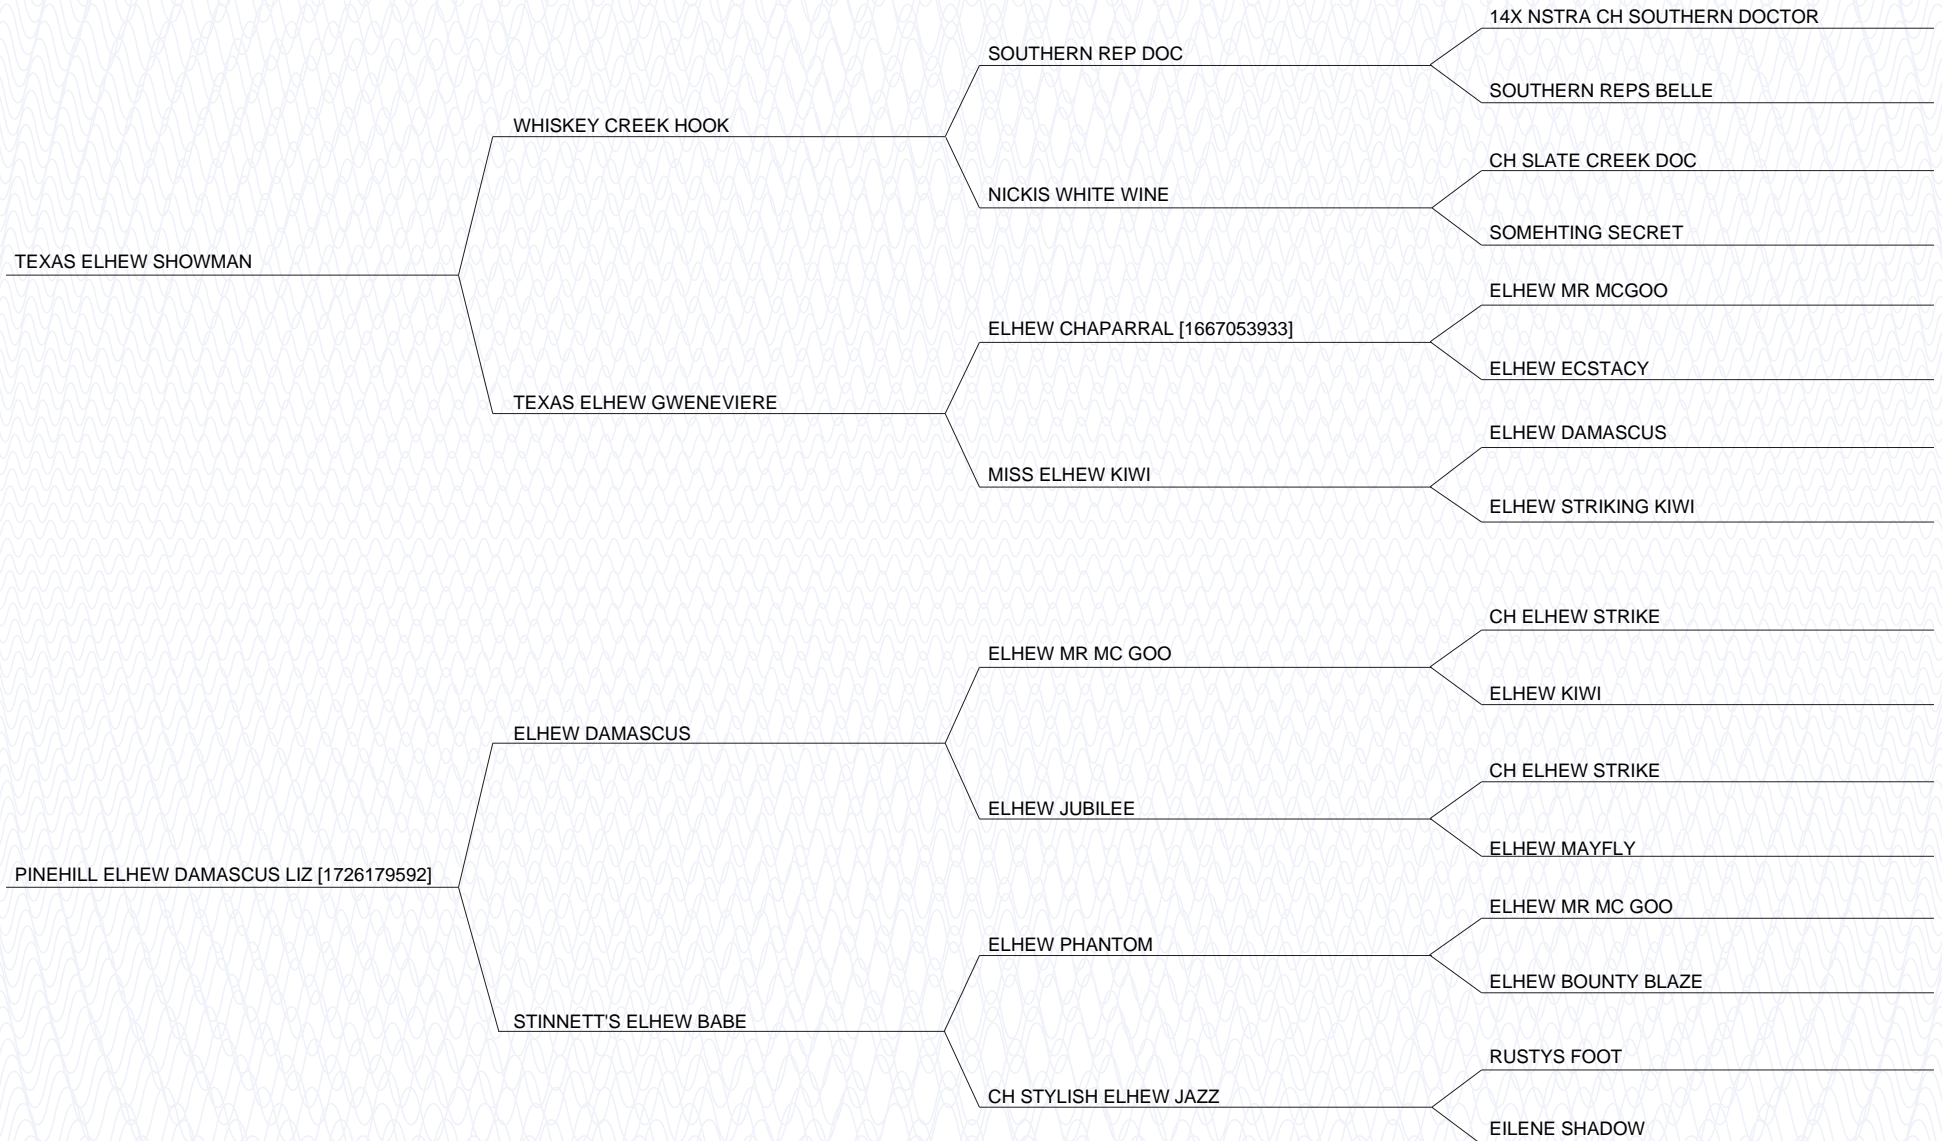 14X NSTRA CH SOUTHERN DOCTOR
SOUTHERN REP DOC
SOUTHERN REPS BELLE
WHISKEY CREEK HOOK
CH SLATE CREEK DOC
NICKIS WHITE WINE
SOMEHTING SECRET
TEXAS ELHEW SHOWMAN
ELHEW MR MCGOO
ELHEW CHAPARRAL [1667053933]
ELHEW ECSTACY
TEXAS ELHEW GWENEVIERE
ELHEW DAMASCUS
MISS ELHEW KIWI
ELHEW STRIKING KIWI
CH ELHEW STRIKE
ELHEW MR MC GOO
ELHEW KIWI
ELHEW DAMASCUS
CH ELHEW STRIKE
ELHEW JUBILEE
ELHEW MAYFLY
PINEHILL ELHEW DAMASCUS LIZ [1726179592]
ELHEW MR MC GOO
ELHEW PHANTOM
ELHEW BOUNTY BLAZE
STINNETT'S ELHEW BABE
RUSTYS FOOT
CH STYLISH ELHEW JAZZ
EILENE SHADOW